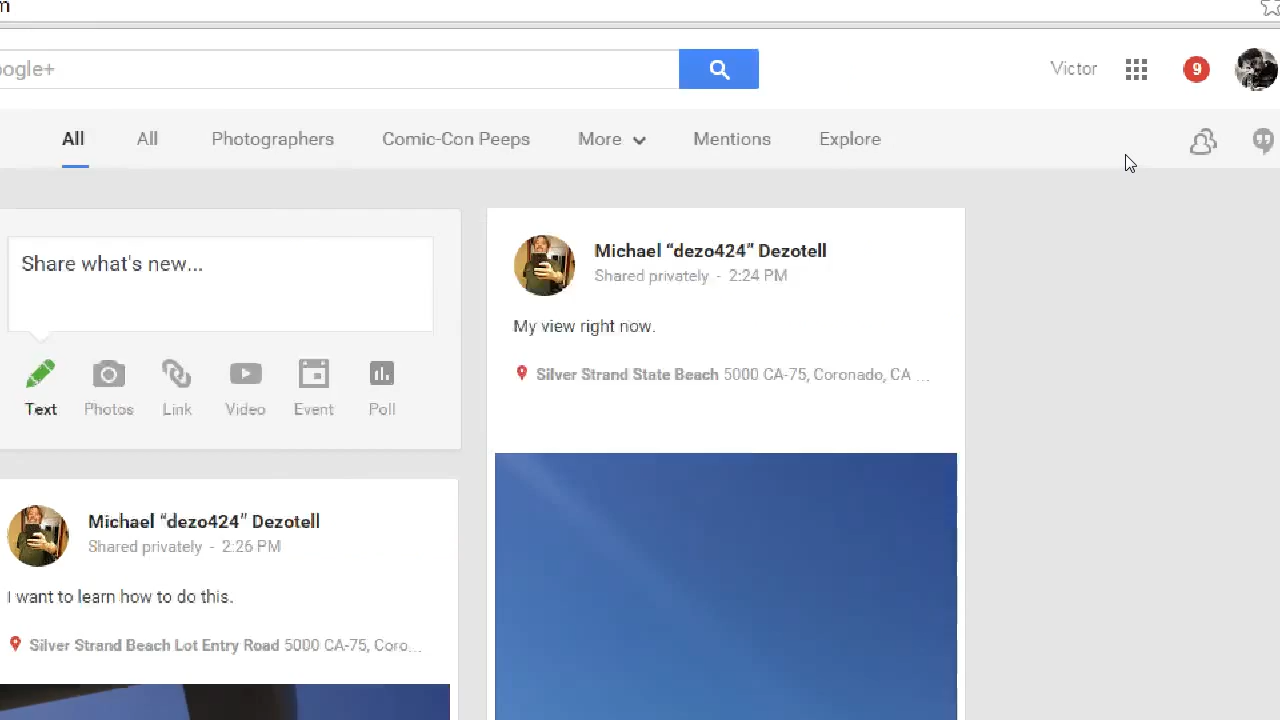 m
oogle+
Victor
9
All All Photographers Comic-Con Peeps More Mentions Explore
Share what's new...
Text Photos Link Video Event Poll
Michael “dezo424” Dezotell
Shared privately - 2:26 PM
I want to learn how to do this.
Silver Strand Beach Lot Entry Road 5000 CA-75, Coro...
Michael “dezo424” Dezotell
Shared privately - 2:24 PM
My view right now.
Silver Strand State Beach 5000 CA-75, Coronado, CA ...